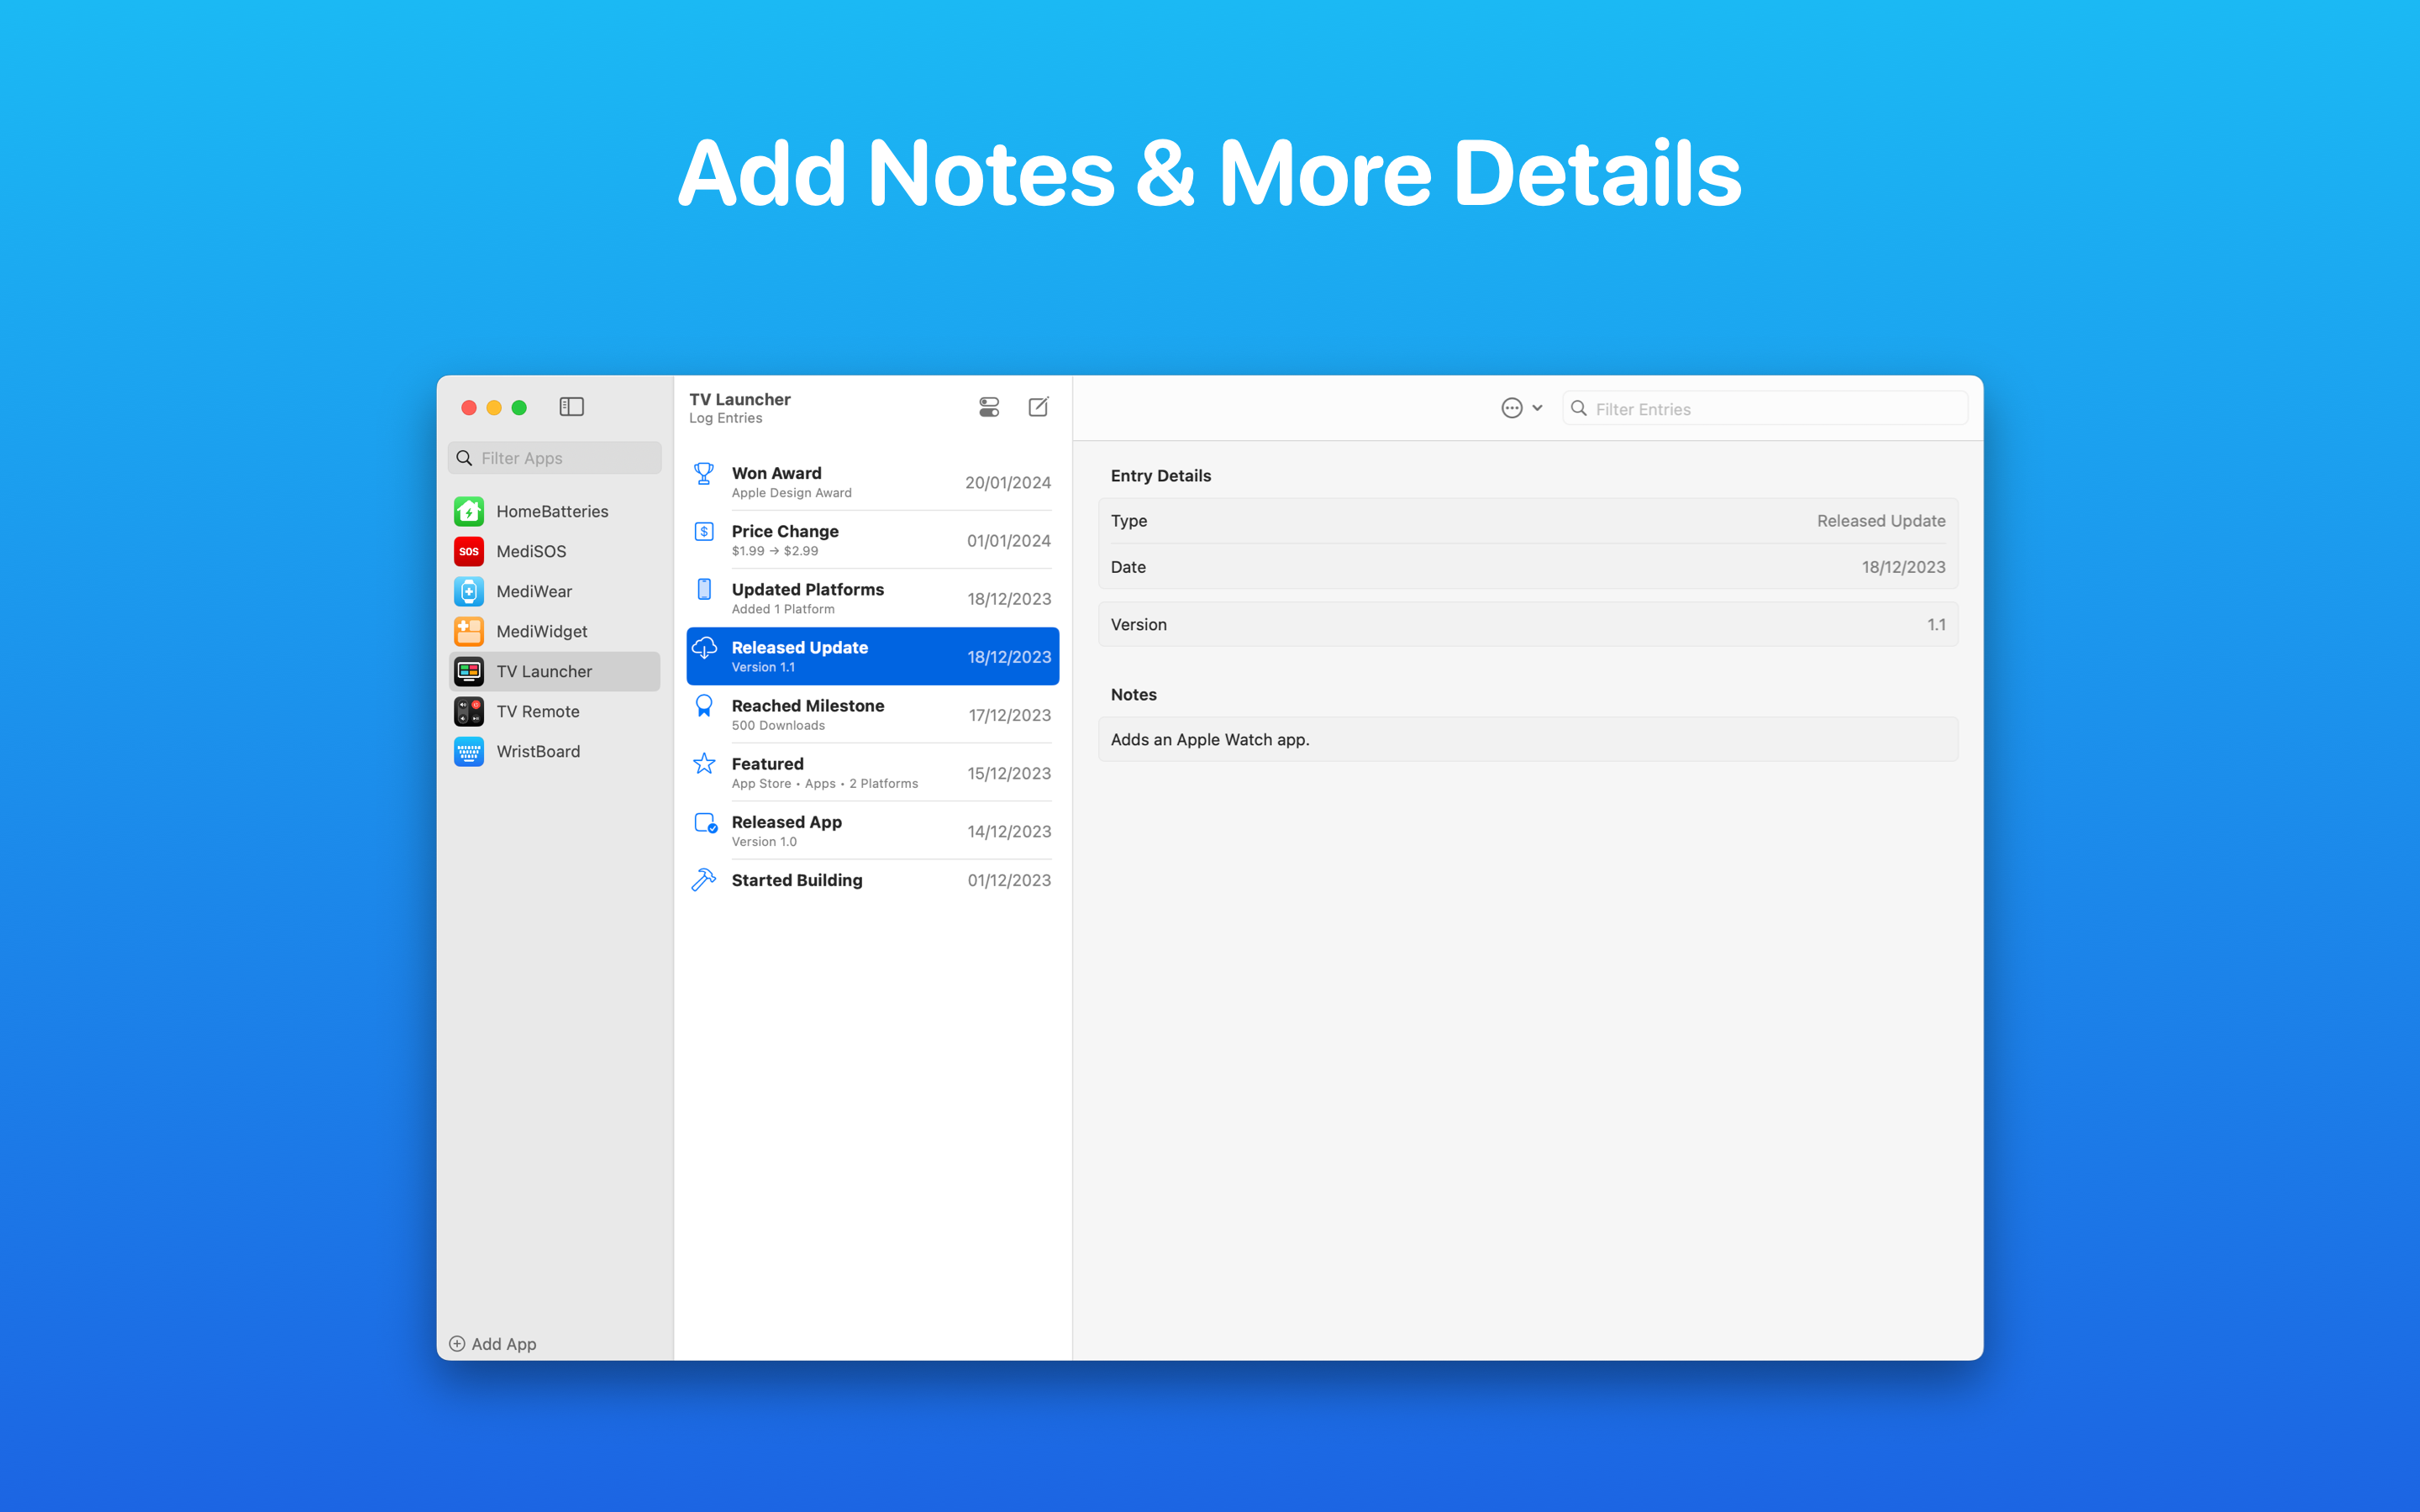 Add Notes & More Details
Filter Apps
HomeBatteries
SOS
MediSOS
MediWear
MediWidget
TV Launcher
TV Remote
WristBoard
Add App
TV Launcher
Log Entries
Won Award
Apple Design Award
20/01/2024
$
Price Change
$1.99 → $2.99
01/01/2024
Updated Platforms
Added 1 Platform
18/12/2023
Released Update
Version 1.1
18/12/2023
Reached Milestone
500 Downloads
17/12/2023
Featured
App Store • Apps • 2 Platforms
15/12/2023
Released App
Version 1.0
14/12/2023
Started Building
01/12/2023
Filter Entries
Entry Details
Type
Released Update
Date
18/12/2023
Version
1.1
Notes
Adds an Apple Watch app.